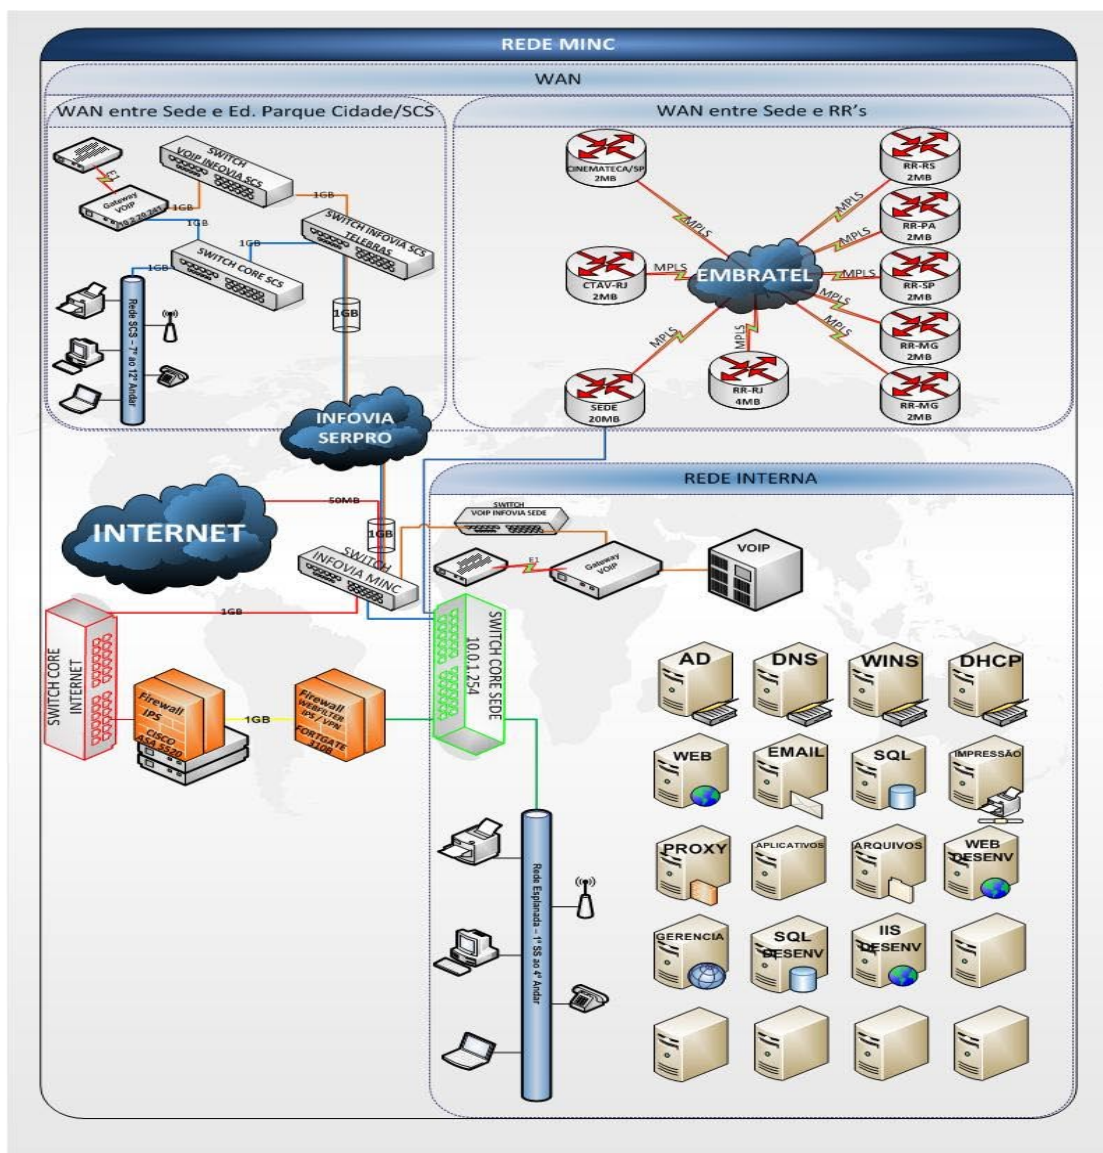 REDE MINC
WAN
WAN entre Sede e Ed. Parque Cidade/SCS
E1
SWITCH
VOIP INFOVIA SCS
Gateway
VOIP
1GB
1GB
1GB
SWITCH INFOVIA SCS
TELEBRAS
1GB
SWITCH CORE SCS
1GB
Rede SCS – 7º ao 12º Andar
1GB
INFOVIA
SERPRO
WAN entre Sede e RR's
CINEMATECA/SP
2MB
MPLS
RR-RS
2MB
MPLS
RR-PA
2MB
MPLS
CTAV-RJ
2MB
MPLS
EMBRATEL
MPLS
RR-SP
2MB
MPLS
RR-MG
2MB
MPLS
RR-MG
2MB
MPLS
SEDE
20MB
MPLS
RR-RJ
4MB
INTERNET
50MB
1GB
SWITCH
INFOVIA MINC
1GB
SWITCH CORE
INTERNET
Firewall
IPS
CISCO
ASA 5520
1GB
Firewall
WEBFILTER
IPS / VPN
FORTGATE
310B
REDE INTERNA
SWITCH
VOIP INFOVIA SEDE
E1
Gateway
VOIP
VOIP
SWITCH CORE SEDE
10.0.1.254
AD
DNS
WINS
DHCP
WEB
EMAIL
SQL
IMPRESSÃO
PROXY
APLICATIVOS
ARQUIVOS
WEB
DESENV
GERENCIA
SQL
DESENV
IIS
DESENV
Rede Esplanada – 1º SS ao 4º Andar